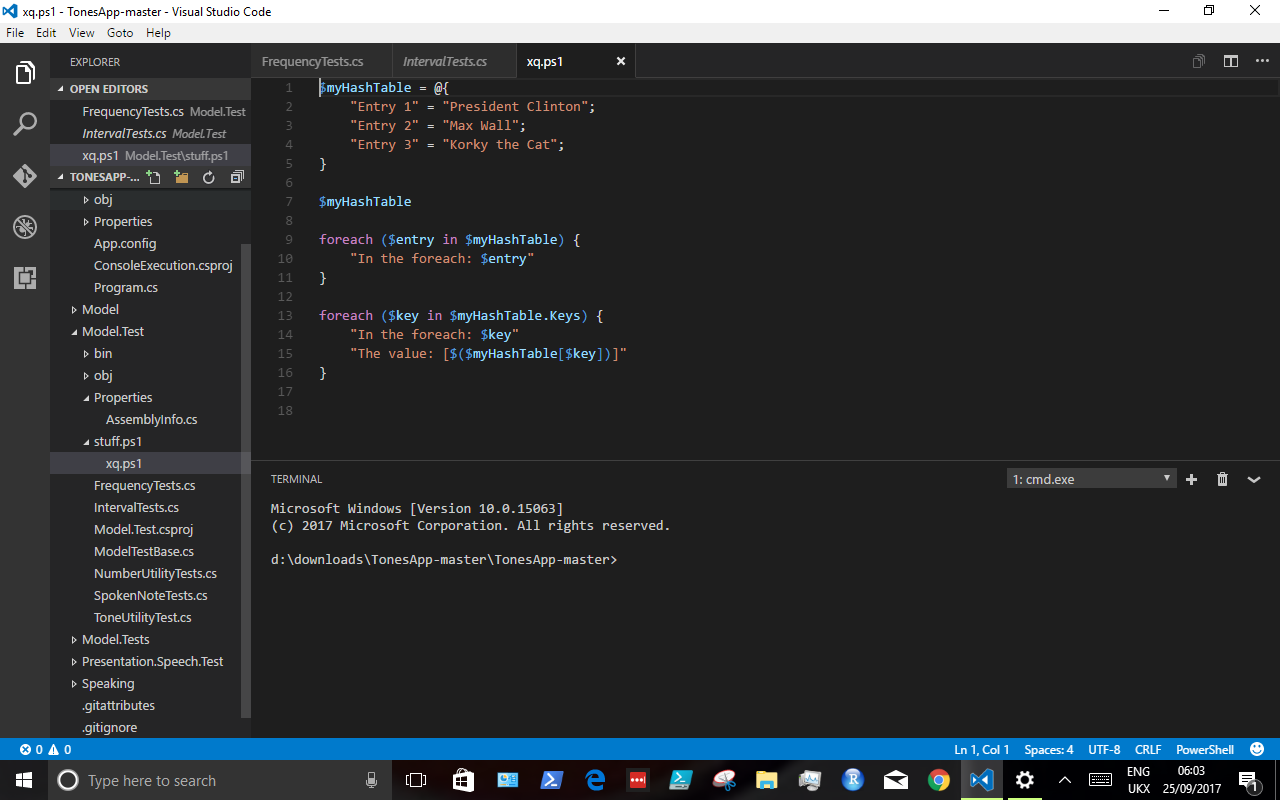 xq.ps1 - TonesApp-master - Visual Studio Code
File Edit View Goto Help
EXPLORER
OPEN EDITORS
FrequencyTests.cs Model.Test
IntervalTests.cs Model.Test
xq.ps1 Model.Test\stuff.ps1
TONESAPP-...
obj
Properties
App.config
ConsoleExecution.csproj
Program.cs
Model
Model.Test
bin
obj
Properties
AssemblyInfo.cs
stuff.ps1
xq.ps1
FrequencyTests.cs
IntervalTests.cs
Model.Test.csproj
ModelTestBase.cs
NumberUtilityTests.cs
SpokenNoteTests.cs
ToneUtilityTest.cs
Model.Tests
Presentation.Speech.Test
Speaking
.gitattributes
.gitignore
FrequencyTests.cs IntervalTests.cs xq.ps1
1 $myHashTable = @{
2 "Entry 1" = "President Clinton";
3 "Entry 2" = "Max Wall";
4 "Entry 3" = "Korky the Cat";
5 }
6
7 $myHashTable
8
9 foreach ($entry in $myHashTable) {
10 "In the foreach: $entry"
11 }
12
13 foreach ($key in $myHashTable.Keys) {
14 "In the foreach: $key"
15 "The value: [$($myHashTable[$key])]"
16 }
17
18
TERMINAL
1: cmd.exe
Microsoft Windows [Version 10.0.15063]
(c) 2017 Microsoft Corporation. All rights reserved.
d:\downloads\TonesApp-master\TonesApp-master>
0 0 Ln 1, Col 1 Spaces: 4 UTF-8 CRLF PowerShell
Type here to search
ENG
UKX
06:03
25/09/2017
1